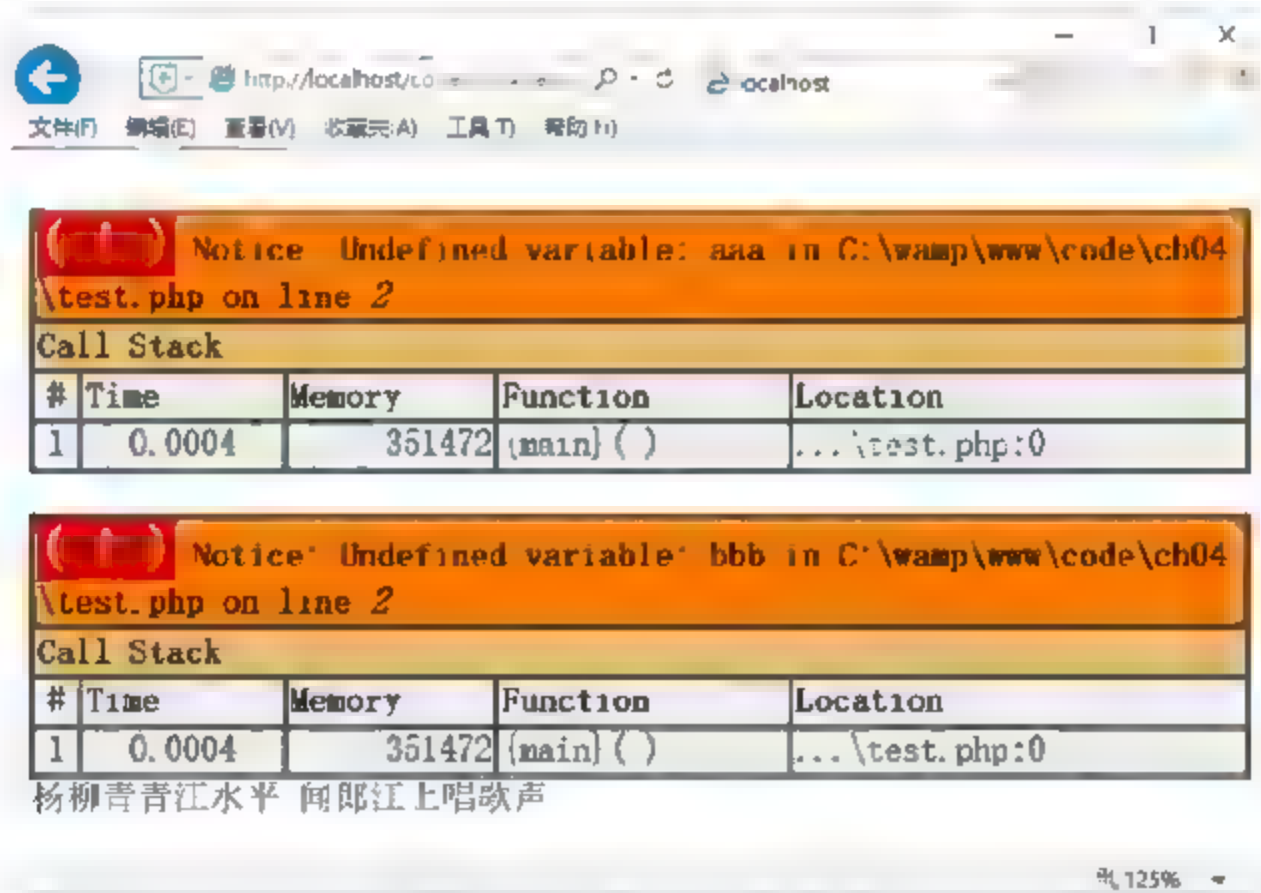 http://localhost/co localhost
文件(F) 编辑(E) 查看(V) 收藏夹(A) 工具(T) 帮助(H)
( ! ) Notice: Undefined variable: aaa in C:\wamp\www\code\ch04
\test.php on line 2
Call Stack
# Time Memory Function Location
1 0.0004 361472 {main}( ) ...\test.php:0
Notice: Undefined variable: bbb in C:\wamp\www\code\ch04
\test.php on line 2
Call Stack
# Time Memory Function Location
1 0.0004 361472 {main}( ) ...\test.php:0
杨柳青青江水平 闻郎江上唱歌声
125%